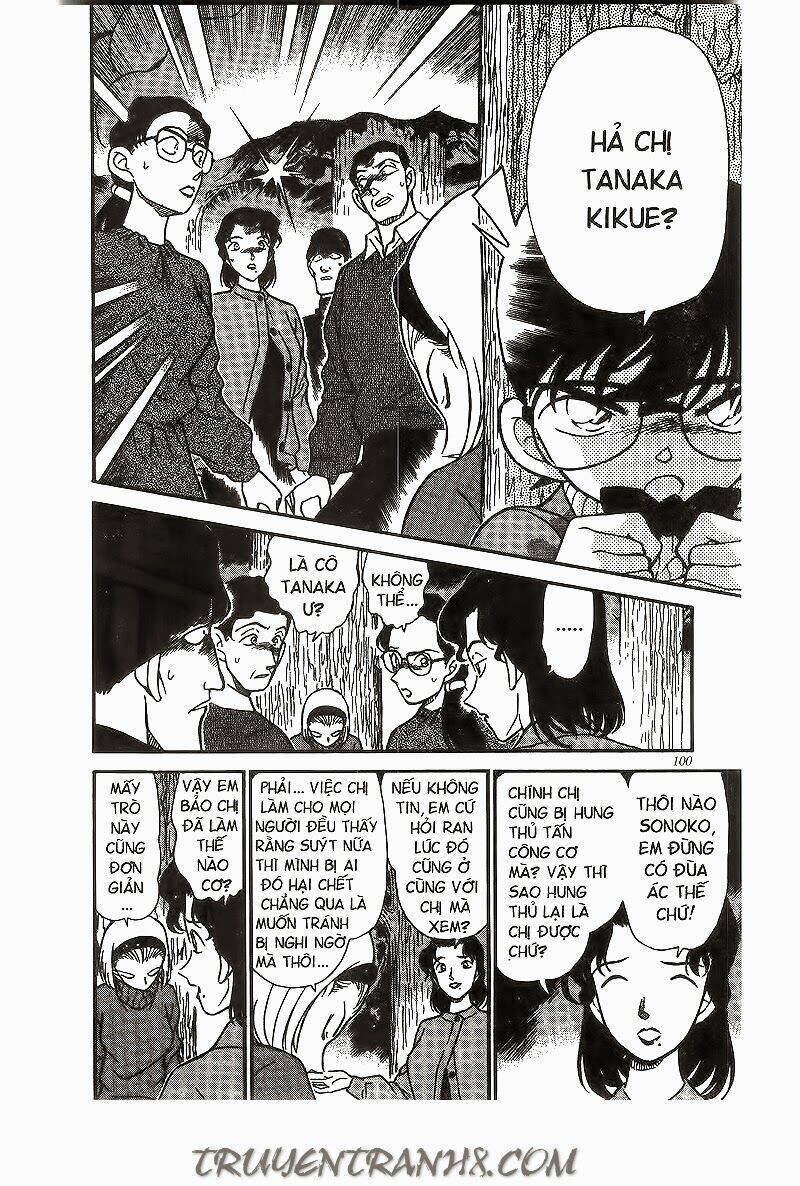 HẢ CHỊ
TANAKA
KIKUE?
.....
KHÔNG
THỂ...
LÀ CÔ
TANAKA
Ư?
100
THÔI NÀO
SONOKO,
EM ĐỪNG
CÓ ĐÙA
ÁC THẾ
CHỨ!
CHÍNH CHỊ
CŨNG BỊ HUNG
THỦ TẤN
CÔNG CƠ
MÀ? VẬY THÌ
SAO HUNG
THỦ LẠI LÀ
CHỊ ĐƯỢC
CHỨ?
NẾU KHÔNG
TIN, EM CỨ
HỎI RAN
LÚC ĐÓ
CŨNG Ở
CÙNG VỚI
CHỊ MÀ
XEM?
PHẢI... VIỆC CHỊ
LÀM CHO MỌI
NGƯỜI ĐỀU THẤY
RẰNG SUÝT NỮA
THÌ MÌNH BỊ AI
ĐÓ HẠI CHẾT
CHẲNG QUA LÀ
MUỐN TRÁNH
BỊ NGHI NGỜ
MÀ THÔI...
VẬY EM
BẢO CHỊ
ĐÃ LÀM
THẾ
NÀO
CƠ?
MẤY
TRÒ
NÀY
CŨNG
ĐƠN
GIẢN
...
TRUYENTRANH8.COM